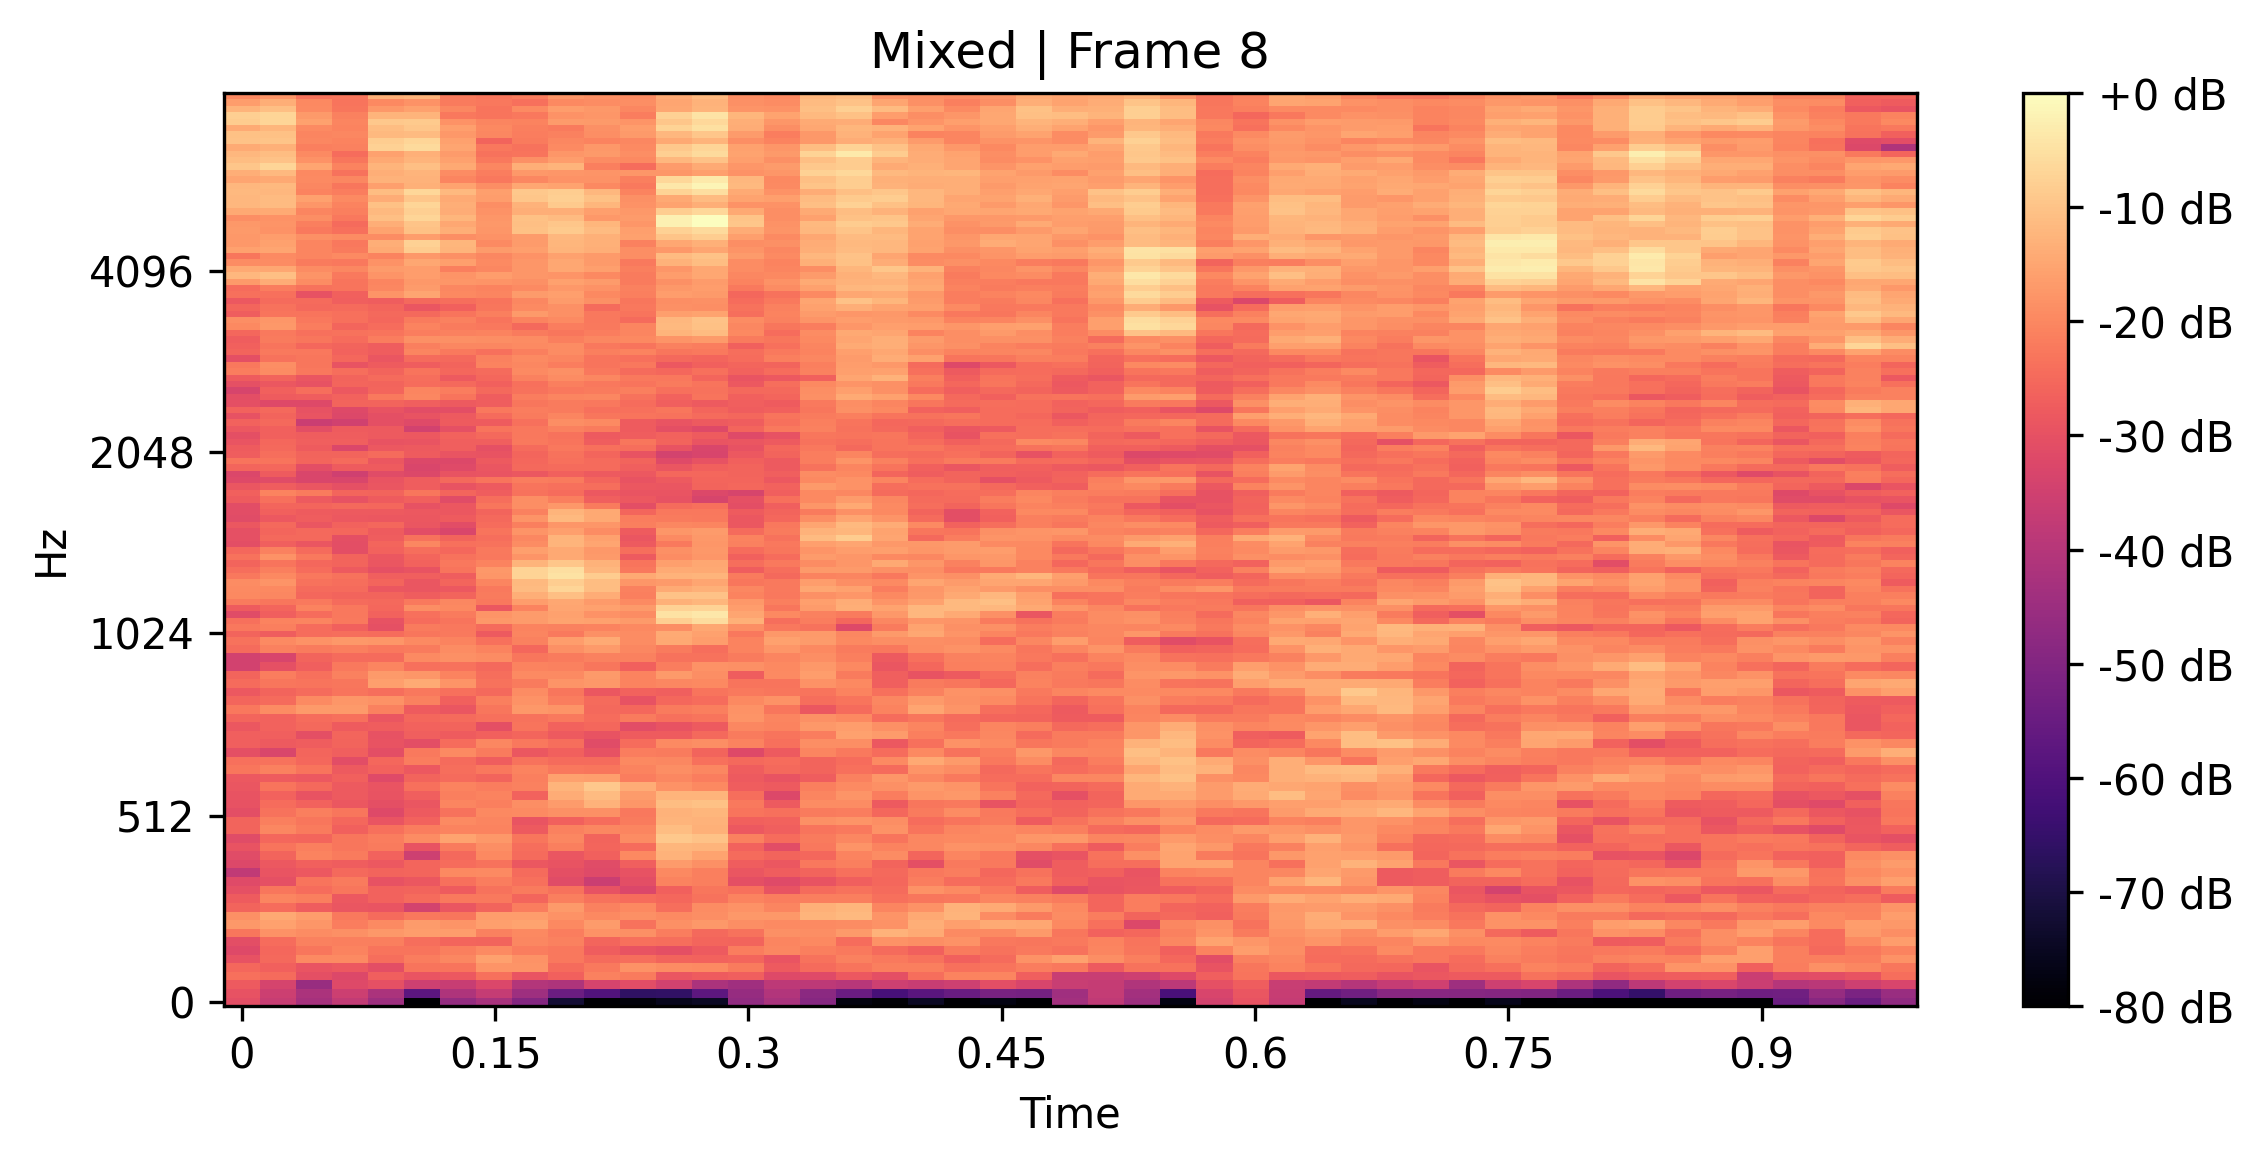 Mixed | Frame 8
Hz
4096
2048
1024
512
0
0 0.15 0.3 0.45 0.6 0.75 0.9
Time
+0 dB
-10 dB
-20 dB
-30 dB
-40 dB
-50 dB
-60 dB
-70 dB
-80 dB